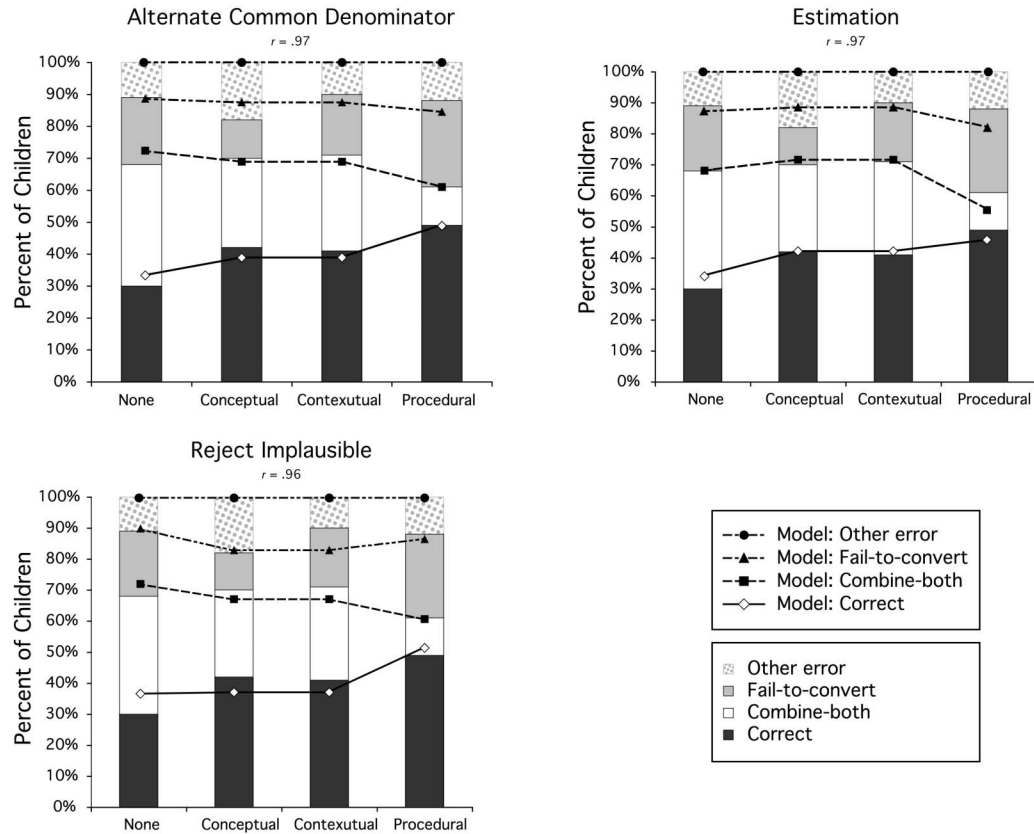 Alternate Common Denominator
r = .97
Percent of Children
100%
90%
80%
70%
60%
50%
40%
30%
20%
10%
0%
None Conceptual Contexutual Procedural
Estimation
r = .97
Percent of Children
100%
90%
80%
70%
60%
50%
40%
30%
20%
10%
0%
None Conceptual Contexutual Procedural
Reject Implausible
r = .96
Percent of Children
100%
90%
80%
70%
60%
50%
40%
30%
20%
10%
0%
None Conceptual Contexutual Procedural
Model: Other error
Model: Fail-to-convert
Model: Combine-both
Model: Correct
Other error
Fail-to-convert
Combine-both
Correct